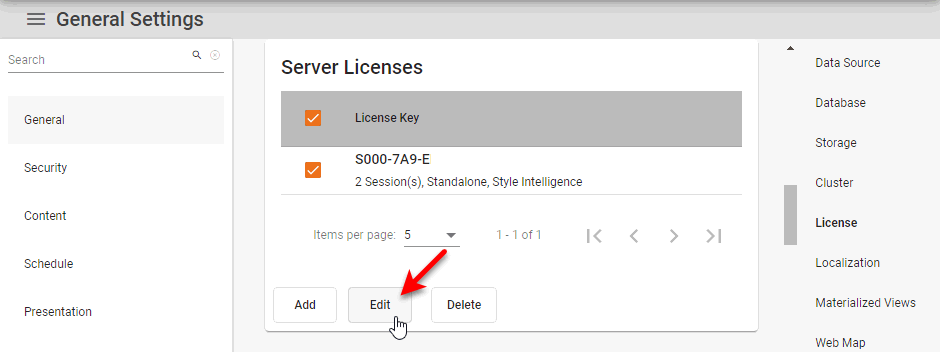 General Settings
Search
General
Security
Content
Schedule
Presentation
Server Licenses
License Key
S000-7A9-E
2 Session(s), Standalone, Style Intelligence
Items per page: 5 1 - 1 of 1
Add Edit Delete
Data Source
Database
Storage
Cluster
License
Localization
Materialized Views
Web Map